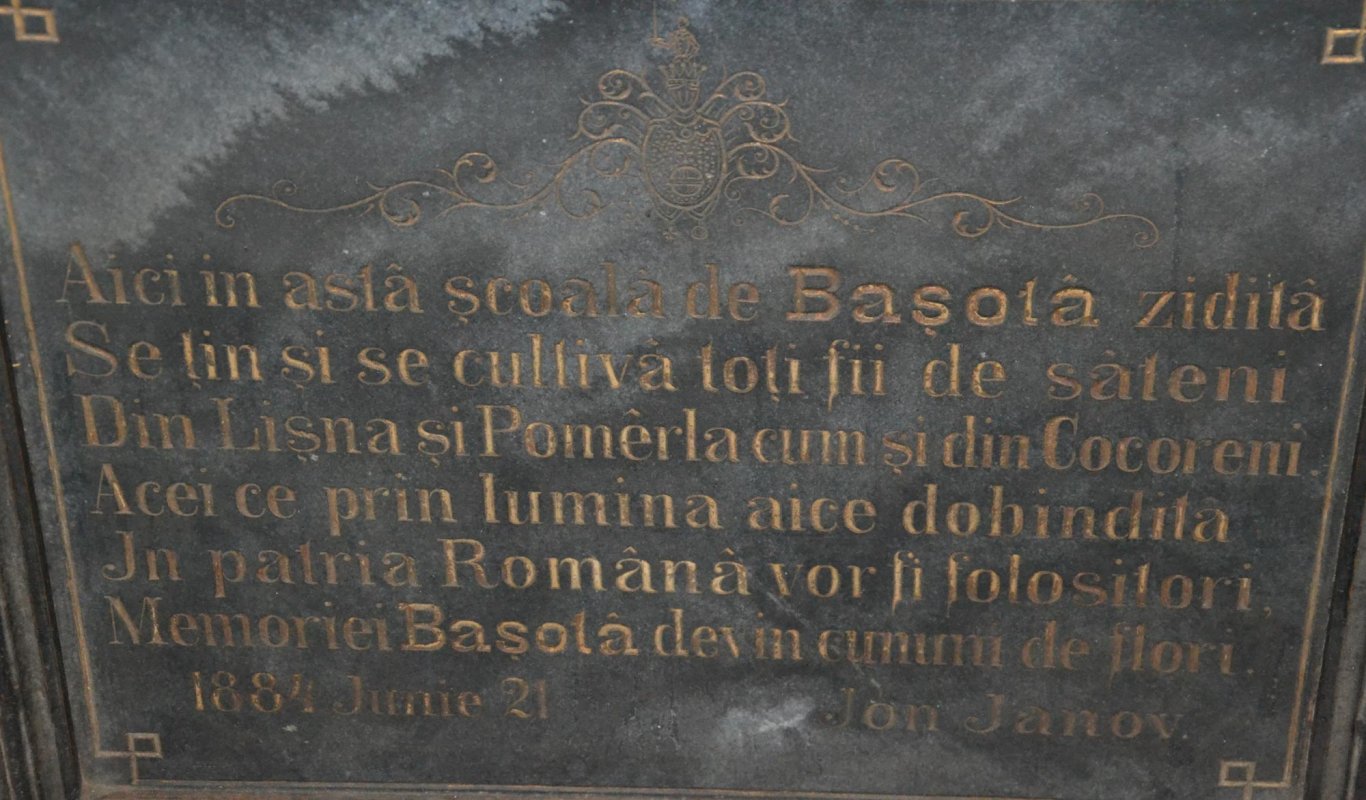 Aici in astâ şcoalâ de Başotâ ziditâ
Se ţin şi se cultivâ toţi fii de sâteni
Din Lişna şi Pomêrla cum şi din Cocoreni,
Acei ce prin lumina aice dobindita
Jn patria Românâ vor fi folositori,
Memoriei Başotâ devin cununi de flori.
1884 Junie 21 Jon Janov.